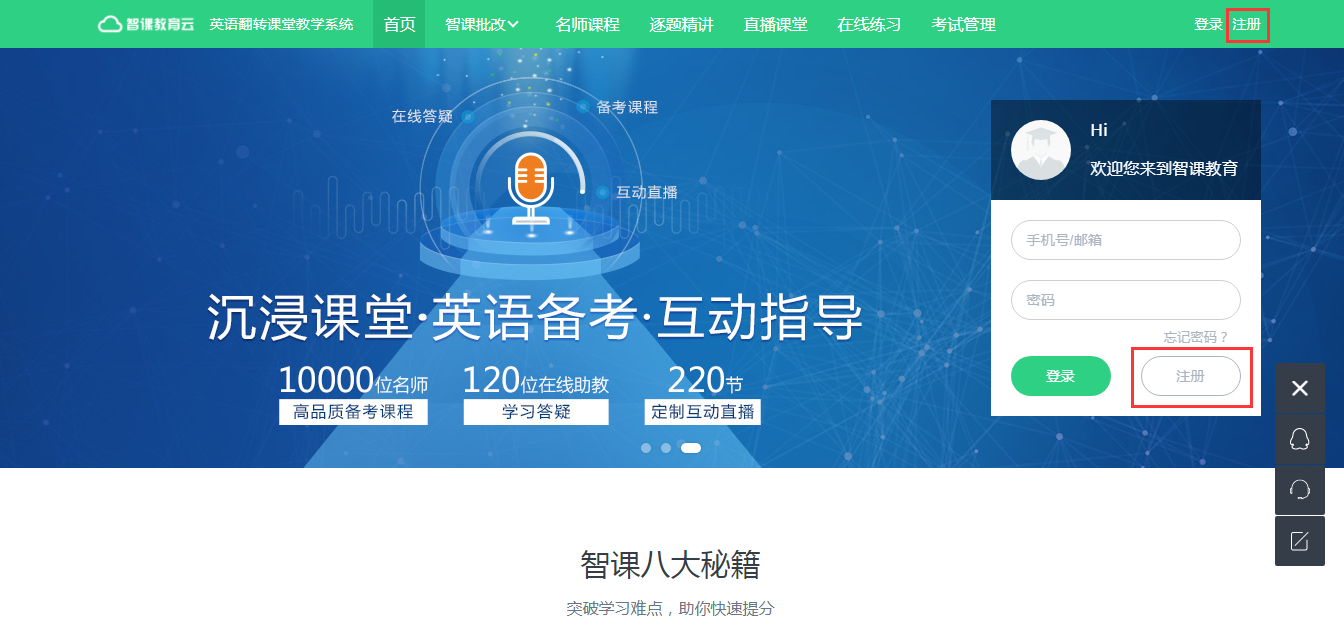 智课教育云 英语翻转课堂教学系统 首页 智课批改 名师课程 逐题精讲 直播课堂 在线练习 考试管理 登录 注册
在线答疑
备考课程
互动直播
沉浸课堂·英语备考·互动指导
10000位名师 120位在线助教 220节
高品质备考课程 学习答疑 定制互动直播
Hi
欢迎您来到智课教育
手机号/邮箱
密码
忘记密码？
登录 注册
智课八大秘籍
突破学习难点，助你快速提分